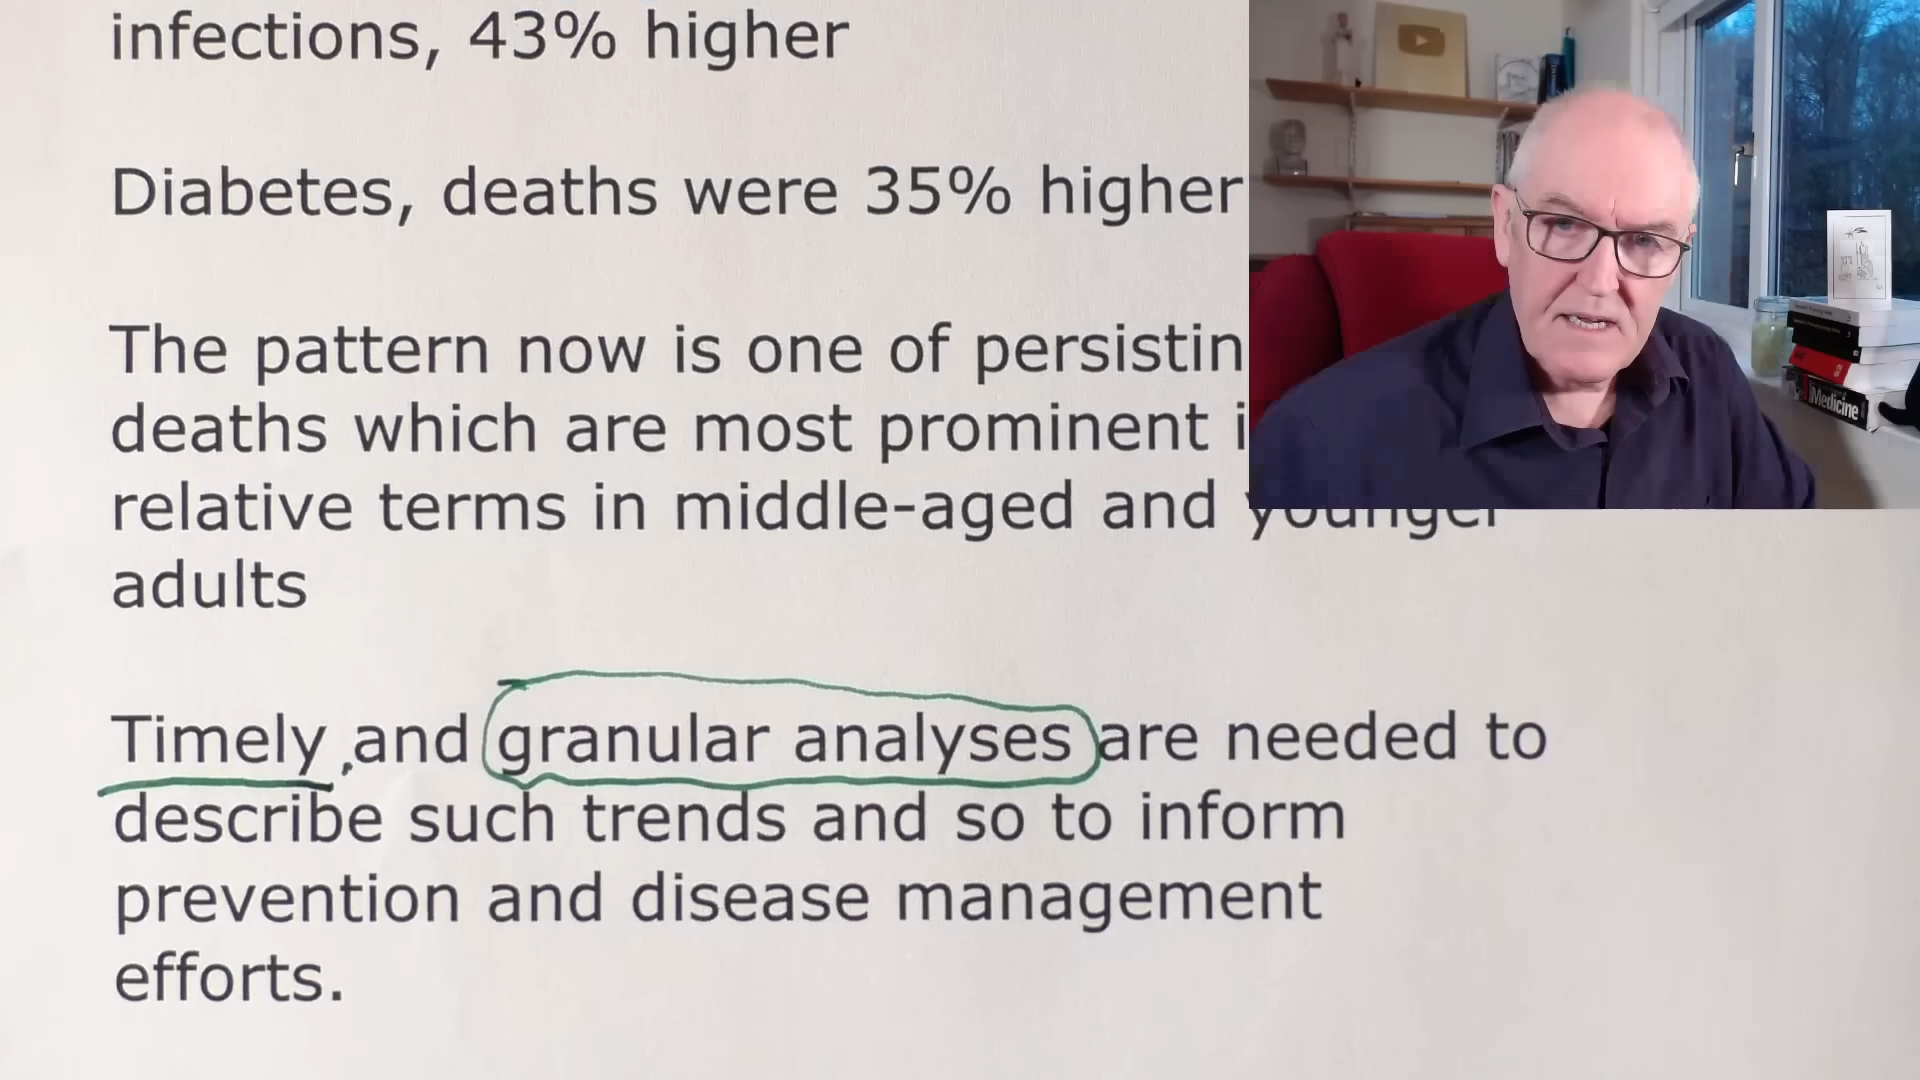 infections, 43% higher
Diabetes, deaths were 35% higher
The pattern now is one of
deaths which are most prominent
relative terms in middle-aged and younger
adults
Timely, and granular analyses are needed to
describe such trends and so to inform
prevention and disease management
efforts.
Medicine